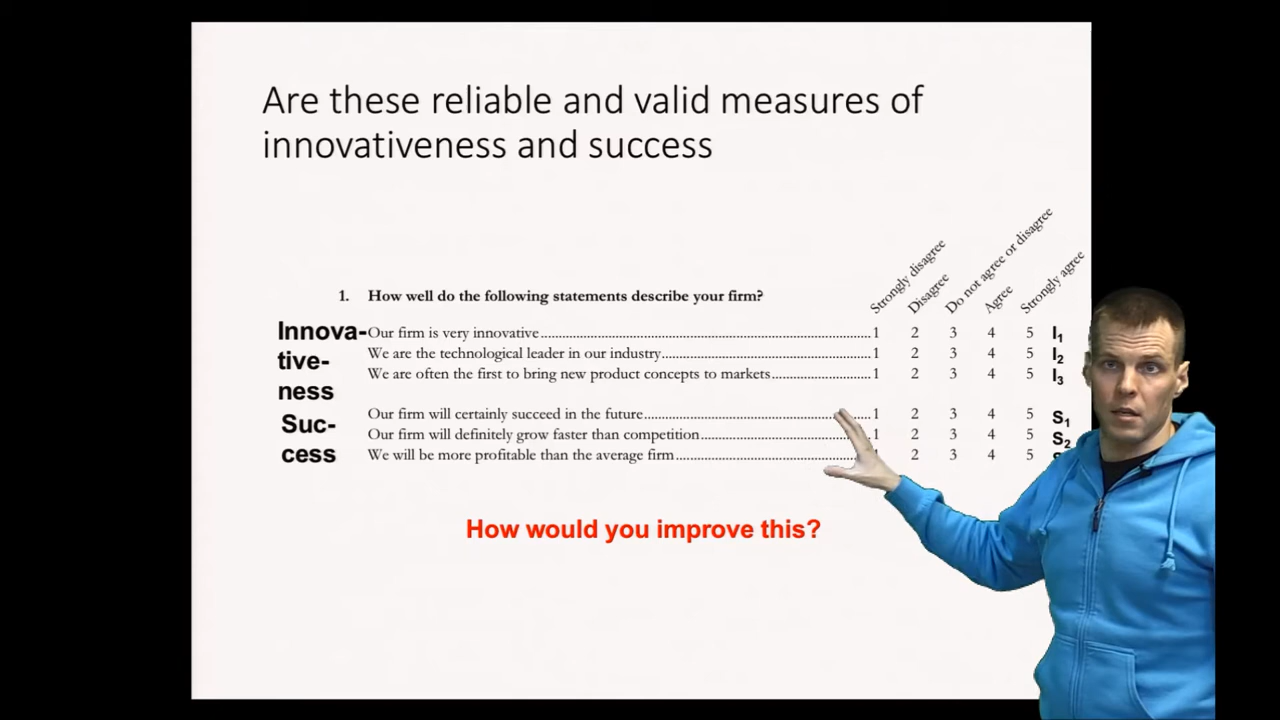 Are these reliable and valid measures of
innovativeness and success
Strongly disagree
Disagree
Do not agree or disagree
Agree
Strongly agree
1. How well do the following statements describe your firm?
Innova-
tive-
ness
Our firm is very innovative 1 2 3 4 5 I1
We are the technological leader in our industry 1 2 3 4 5 I2
We are often the first to bring new product concepts to markets 1 2 3 4 5 I3
Suc-
cess
Our firm will certainly succeed in the future 1 2 3 4 5 S1
Our firm will definitely grow faster than competition 1 2 3 4 5 S2
We will be more profitable than the average firm 2 3 4 5
How would you improve this?